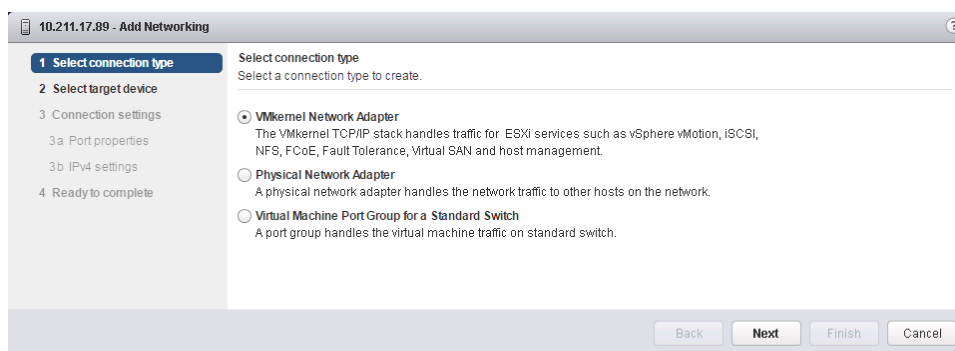 10.211.17.89 - Add Networking
?
1 Select connection type
2 Select target device
3 Connection settings
3a Port properties
3b IPv4 settings
4 Ready to complete
Select connection type
Select a connection type to create.
VMkernel Network Adapter
The VMkernel TCP/IP stack handles traffic for ESXi services such as vSphere vMotion, iSCSI,
NFS, FCoE, Fault Tolerance, Virtual SAN and host management.
Physical Network Adapter
A physical network adapter handles the network traffic to other hosts on the network.
Virtual Machine Port Group for a Standard Switch
A port group handles the virtual machine traffic on standard switch.
Back Next Finish Cancel